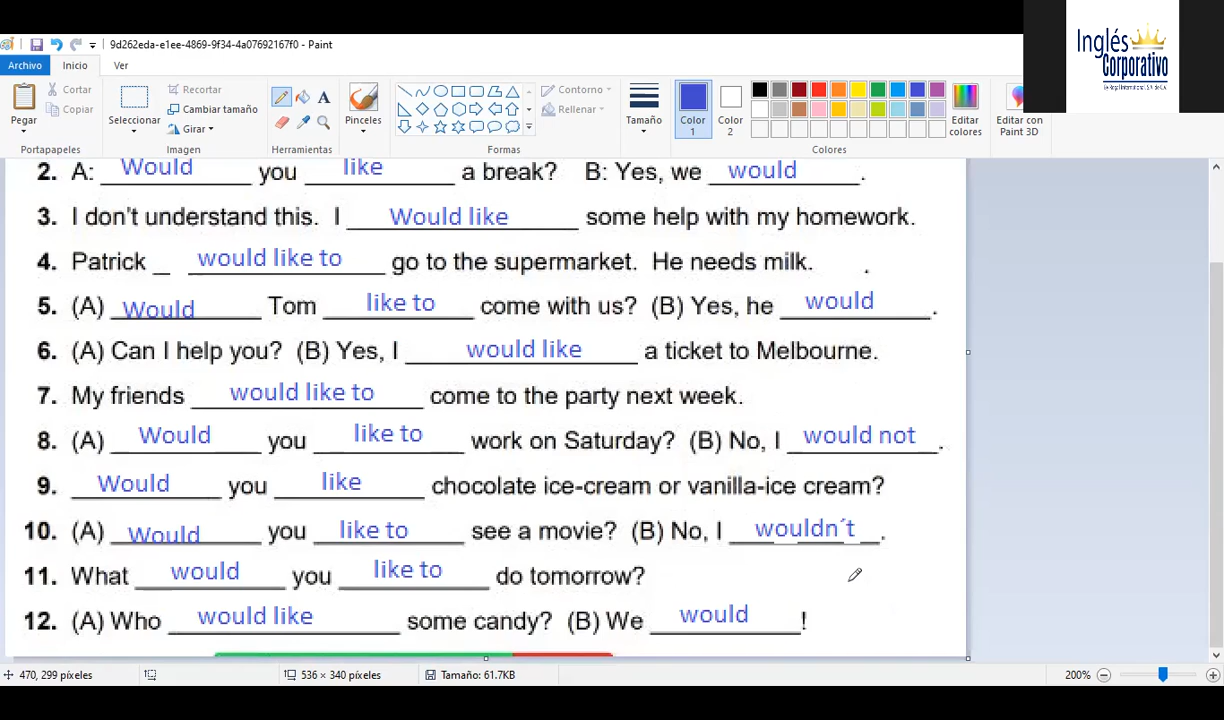 9d262eda-e1ee-4869-9f34-4a07692167f0 - Paint
Inglés
Corporativo
Archivo Inicio Ver
Pegar Cortar Copiar Seleccionar Recortar Cambiar tamaño Girar Pinceles Contorno Rellenar Tamaño Color 1 Color 2 Editar colores Editar con Paint 3D
Portapapeles Imagen Herramientas Formas Colores
2. A: Would you like a break? B: Yes, we would.
3. I don't understand this. I Would like some help with my homework.
4. Patrick _ would like to go to the supermarket. He needs milk. .
5. (A) Would Tom like to come with us? (B) Yes, he would.
6. (A) Can I help you? (B) Yes, I would like a ticket to Melbourne.
7. My friends would like to come to the party next week.
8. (A) Would you like to work on Saturday? (B) No, I would not.
9. Would you like chocolate ice-cream or vanilla-ice cream?
10. (A) Would you like to see a movie? (B) No, I wouldn´t.
11. What would you like to do tomorrow?
12. (A) Who would like some candy? (B) We would!
470, 299 píxeles 536 × 340 píxeles Tamaño: 61.7KB 200%